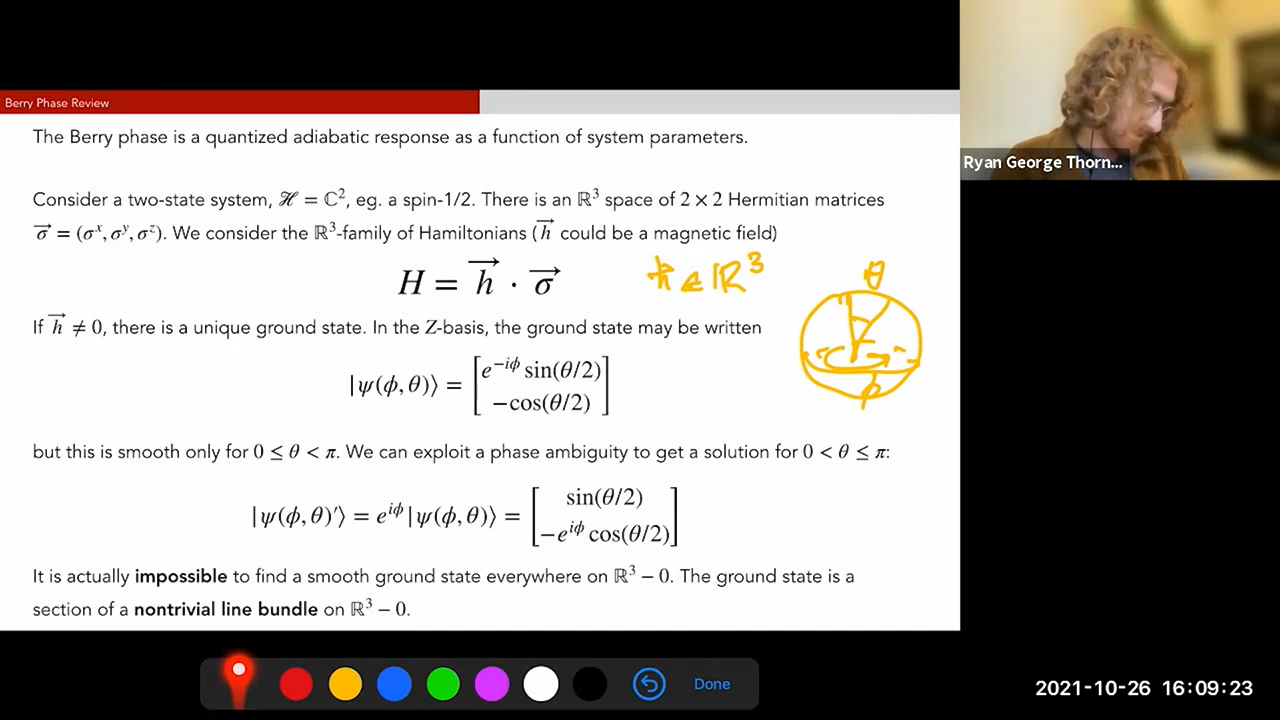 Berry Phase Review
The Berry phase is a quantized adiabatic response as a function of system parameters.
Consider a two-state system, ℋ = ℂ², eg. a spin-1/2. There is an ℝ³ space of 2 × 2 Hermitian matrices
σ⃗ = (σˣ, σʸ, σᶻ). We consider the ℝ³-family of Hamiltonians (h⃗ could be a magnetic field)
H = h⃗ · σ⃗
h⃗ ∈ ℝ³
θ
If h⃗ ≠ 0, there is a unique ground state. In the Z-basis, the ground state may be written
|ψ(ϕ, θ)⟩ = [e^{-iϕ} sin(θ/2)
−cos(θ/2)]
ϕ
but this is smooth only for 0 ≤ θ < π. We can exploit a phase ambiguity to get a solution for 0 < θ ≤ π:
|ψ(ϕ, θ)′⟩ = e^{iϕ}|ψ(ϕ, θ)⟩ = [sin(θ/2)
−e^{iϕ} cos(θ/2)]
It is actually impossible to find a smooth ground state everywhere on ℝ³ − 0. The ground state is a
section of a nontrivial line bundle on ℝ³ − 0.
Ryan George Thorn...
Done
2021-10-26 16:09:23